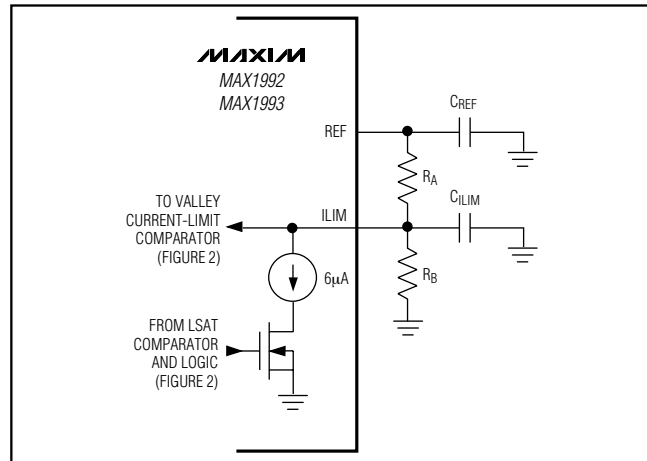 MAXIM
MAX1992
MAX1993
REF
CREF
RA
TO VALLEY
CURRENT-LIMIT
COMPARATOR
(FIGURE 2)
ILIM
CILIM
6µA
RB
FROM LSAT
COMPARATOR
AND LOGIC
(FIGURE 2)